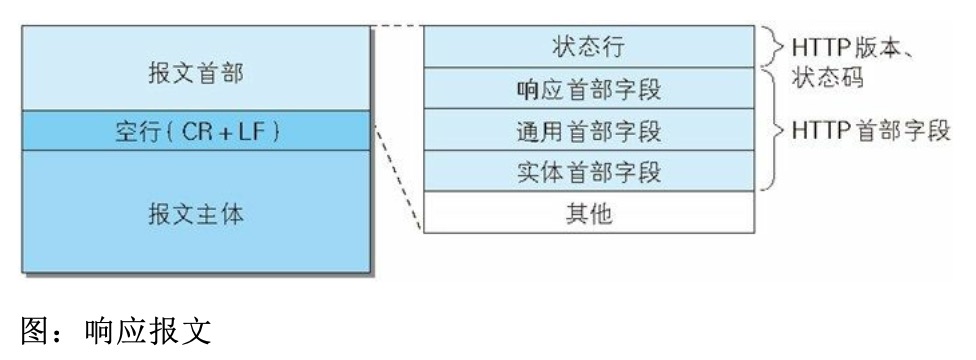 报文首部
空行(CR+LF)
报文主体
状态行
响应首部字段
通用首部字段
实体首部字段
其他
HTTP版本、
状态码
HTTP首部字段
图：响应报文